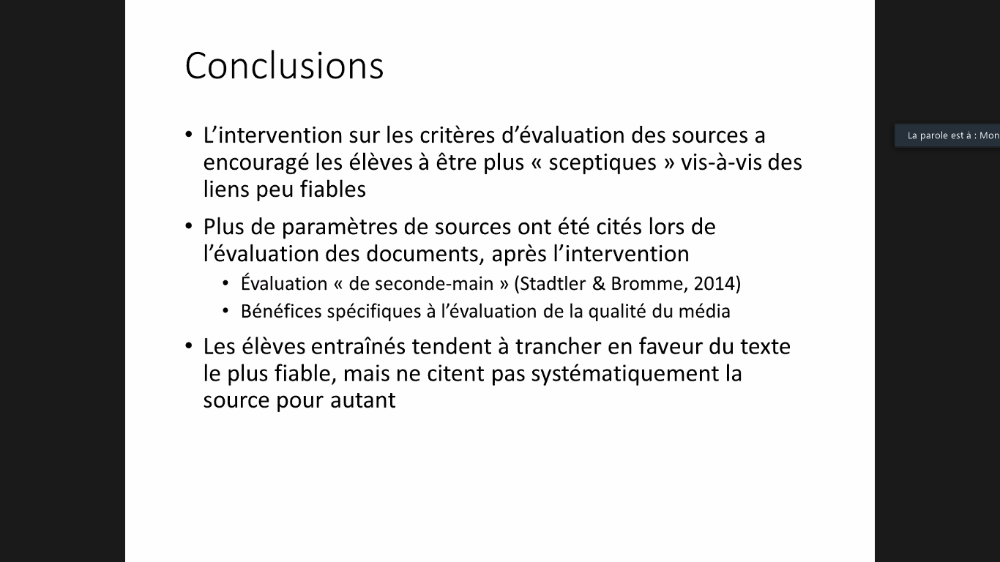 Conclusions
• L’intervention sur les critères d’évaluation des sources a
encouragé les élèves à être plus « sceptiques » vis-à-vis des
liens peu fiables
• Plus de paramètres de sources ont été cités lors de
l’évaluation des documents, après l’intervention
• Évaluation « de seconde-main » (Stadtler & Bromme, 2014)
• Bénéfices spécifiques à l’évaluation de la qualité du média
• Les élèves entraînés tendent à trancher en faveur du texte
le plus fiable, mais ne citent pas systématiquement la
source pour autant
La parole est à : Mon